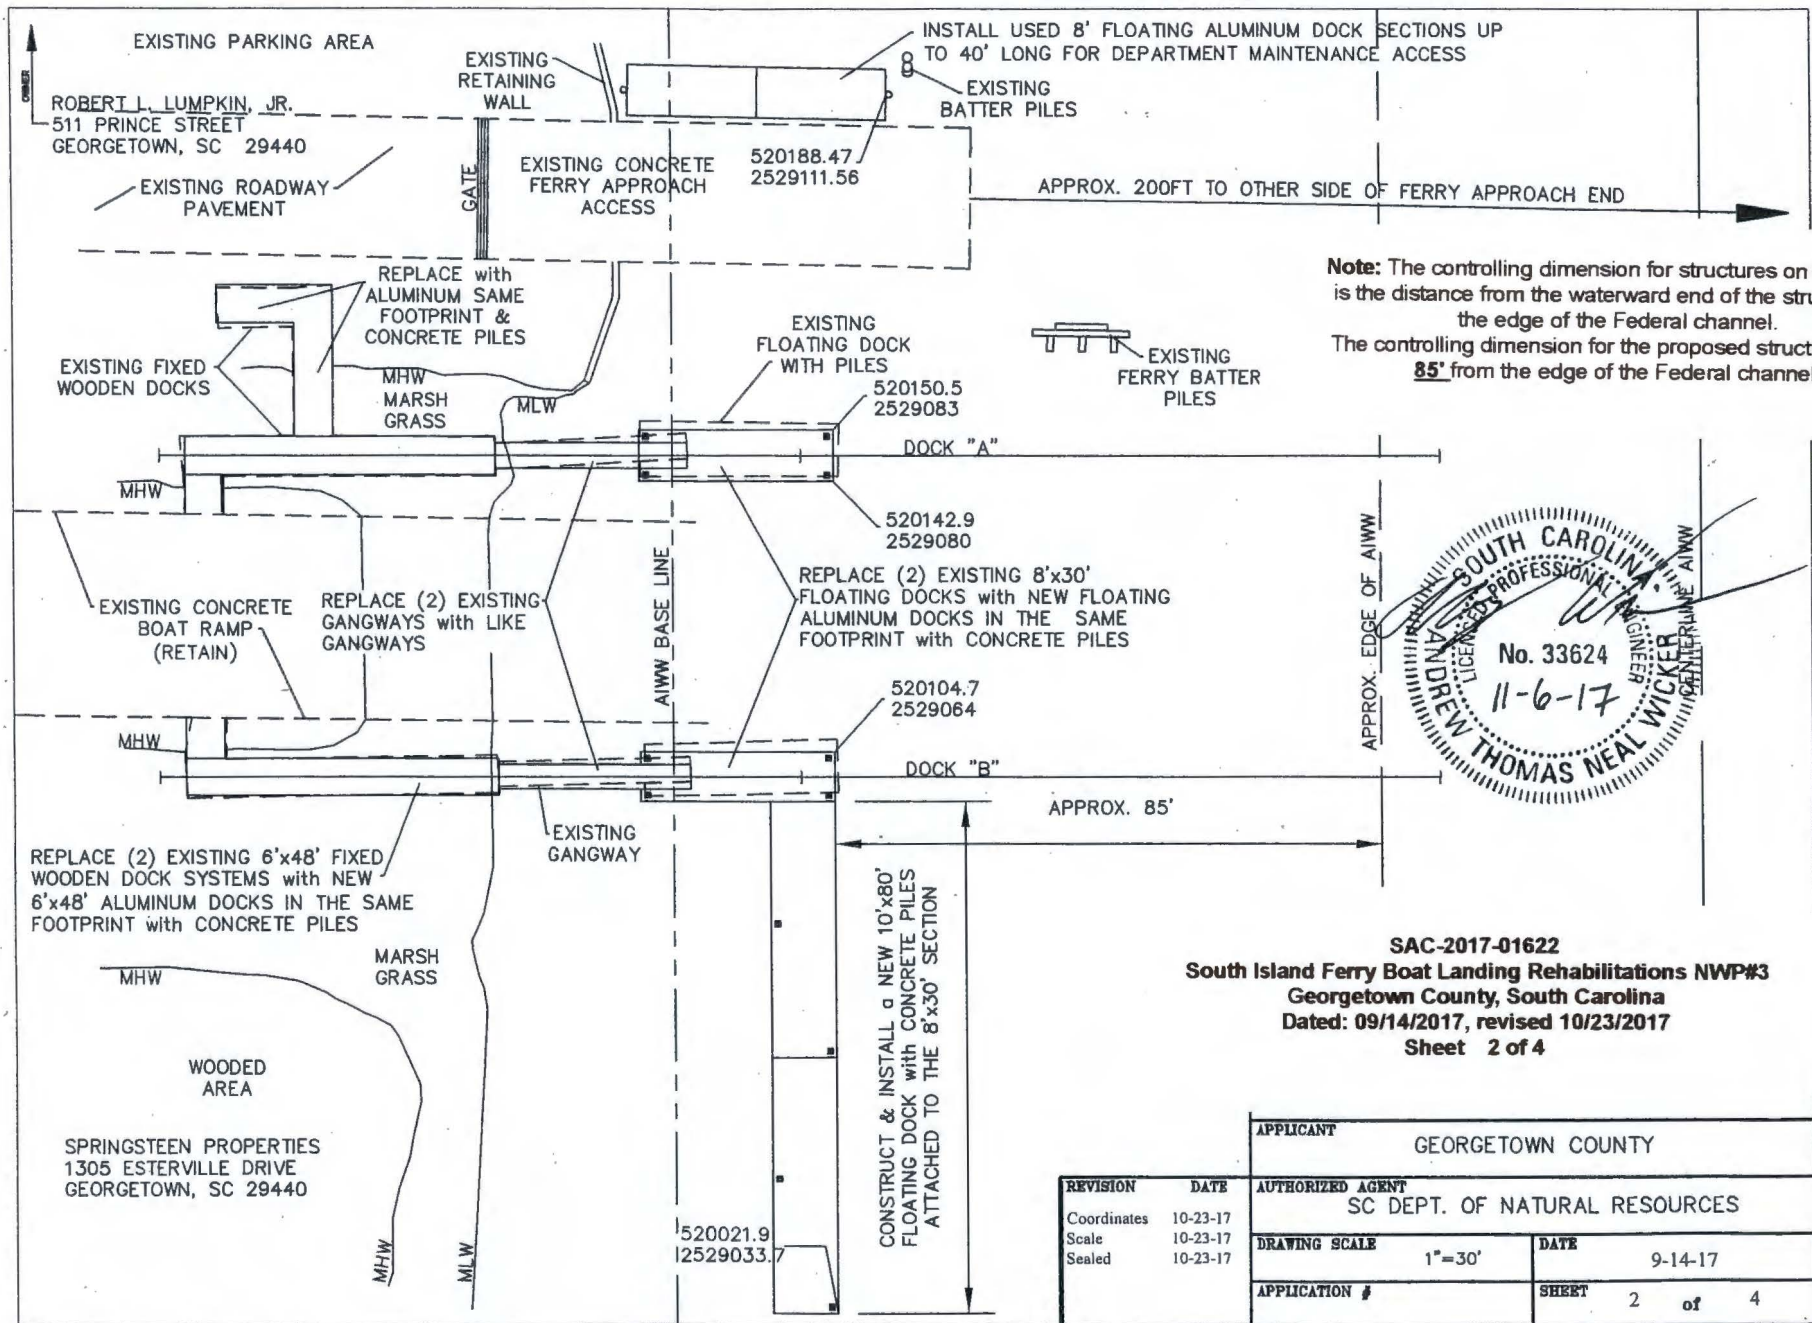 EXISTING PARKING AREA
OWNER
ROBERT L. LUMPKIN, JR.
511 PRINCE STREET
GEORGETOWN, SC 29440
EXISTING ROADWAY
PAVEMENT
EXISTING
RETAINING
WALL
GATE
EXISTING CONCRETE
FERRY APPROACH
ACCESS
INSTALL USED 8' FLOATING ALUMINUM DOCK SECTIONS UP
TO 40' LONG FOR DEPARTMENT MAINTENANCE ACCESS
EXISTING
BATTER PILES
520188.47
2529111.56
APPROX. 200FT TO OTHER SIDE OF FERRY APPROACH END
Note: The controlling dimension for structures on
is the distance from the waterward end of the stru
the edge of the Federal channel.
The controlling dimension for the proposed struct
85' from the edge of the Federal channel
REPLACE with
ALUMINUM SAME
FOOTPRINT &
CONCRETE PILES
EXISTING FIXED
WOODEN DOCKS
MHW
MARSH
GRASS
MLW
EXISTING
FLOATING DOCK
WITH PILES
EXISTING
FERRY BATTER
PILES
520150.5
2529083
DOCK "A"
MHW
520142.9
2529080
AIWW BASE LINE
EXISTING CONCRETE
BOAT RAMP
(RETAIN)
REPLACE (2) EXISTING
GANGWAYS with LIKE
GANGWAYS
REPLACE (2) EXISTING 8'x30'
FLOATING DOCKS with NEW FLOATING
ALUMINUM DOCKS IN THE SAME
FOOTPRINT with CONCRETE PILES
APPROX. EDGE OF AIWW
CENTERLINE AIWW
SOUTH CAROLINA
LICENSED PROFESSIONAL ENGINEER
No. 33624
11-6-17
ANDREW THOMAS NEAL WICKER
520104.7
2529064
MHW
DOCK "B"
APPROX. 85'
EXISTING
GANGWAY
REPLACE (2) EXISTING 6'x48' FIXED
WOODEN DOCK SYSTEMS with NEW
6'x48' ALUMINUM DOCKS IN THE SAME
FOOTPRINT with CONCRETE PILES
MARSH
GRASS
MHW
WOODED
AREA
SPRINGSTEEN PROPERTIES
1305 ESTERVILLE DRIVE
GEORGETOWN, SC 29440
MHW
MLW
520021.9
2529033.7
CONSTRUCT & INSTALL a NEW 10'x80'
FLOATING DOCK with CONCRETE PILES
ATTACHED TO THE 8'x30' SECTION
SAC-2017-01622
South Island Ferry Boat Landing Rehabilitations NWP#3
Georgetown County, South Carolina
Dated: 09/14/2017, revised 10/23/2017
Sheet 2 of 4
APPLICANT
GEORGETOWN COUNTY
REVISION DATE
Coordinates 10-23-17
Scale 10-23-17
Sealed 10-23-17
AUTHORIZED AGENT
SC DEPT. OF NATURAL RESOURCES
DRAWING SCALE 1"=30'
DATE 9-14-17
APPLICATION #
SHEET 2 of 4